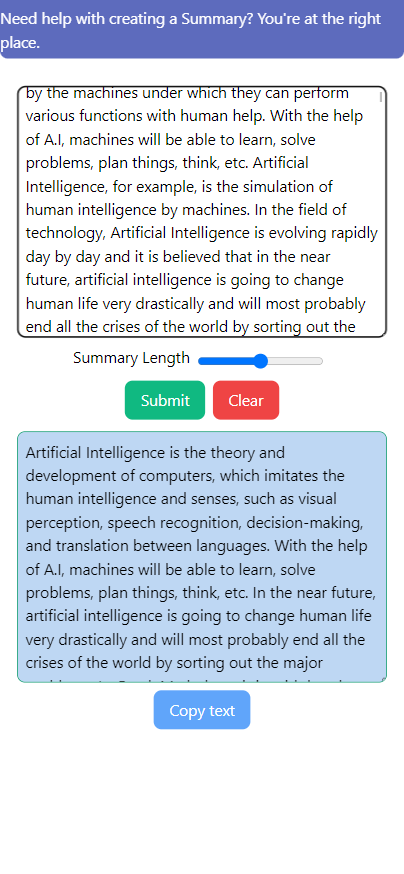 Need help with creating a Summary? You're at the right
place.
by the machines under which they can perform
various functions with human help. With the help
of A.I, machines will be able to learn, solve
problems, plan things, think, etc. Artificial
Intelligence, for example, is the simulation of
human intelligence by machines. In the field of
technology, Artificial Intelligence is evolving rapidly
day by day and it is believed that in the near
future, artificial intelligence is going to change
human life very drastically and will most probably
end all the crises of the world by sorting out the
Summary Length
Submit Clear
Artificial Intelligence is the theory and
development of computers, which imitates the
human intelligence and senses, such as visual
perception, speech recognition, decision-making,
and translation between languages. With the help
of A.I, machines will be able to learn, solve
problems, plan things, think, etc. In the near future,
artificial intelligence is going to change human life
very drastically and will most probably end all the
crises of the world by sorting out the major
Copy text